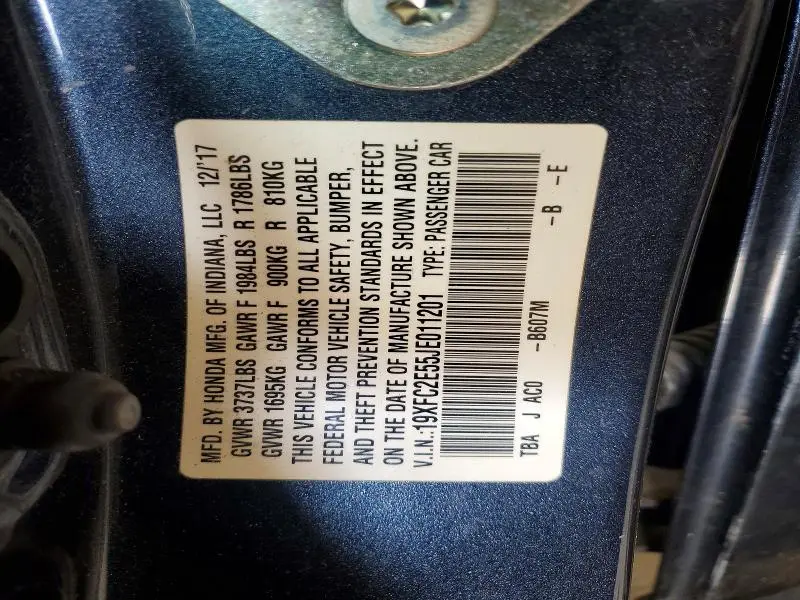 MFD. BY HONDA MFG. OF INDIANA, LLC 12/'17
GVWR 3737LBS GAWR F 1984LBS R 1786LBS
GVWR 1695KG GAWR F 900KG R 810KG
THIS VEHICLE CONFORMS TO ALL APPLICABLE
FEDERAL MOTOR VEHICLE SAFETY, BUMPER,
AND THEFT PREVENTION STANDARDS IN EFFECT
ON THE DATE OF MANUFACTURE SHOWN ABOVE.
V.I.N.:19XFC2E55JE011201 TYPE: PASSENGER CAR
TBA J AC0 -B607M -B -E